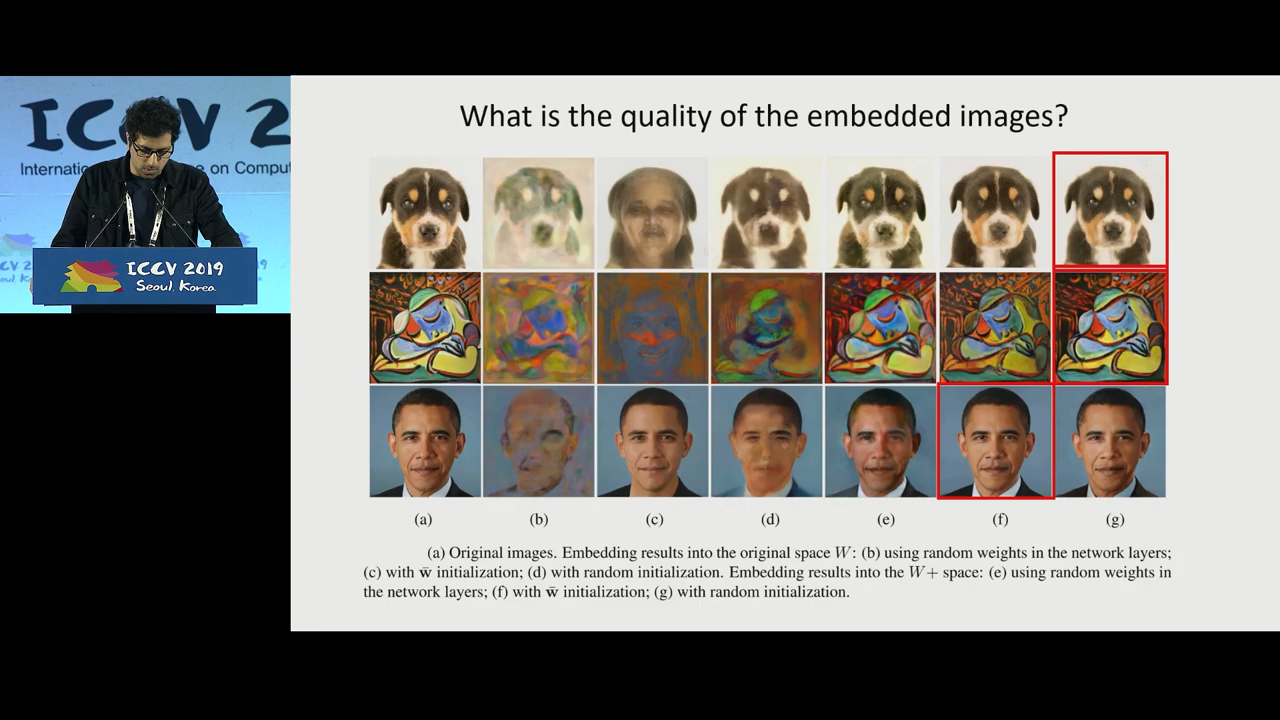 ICCV 2
International
e on Comput
ICCV 2019
Seoul, Korea
What is the quality of the embedded images?
(a) (b) (c) (d) (e) (f) (g)
(a) Original images. Embedding results into the original space W: (b) using random weights in the network layers;
(c) with w̄ initialization; (d) with random initialization. Embedding results into the W+ space: (e) using random weights in
the network layers; (f) with w̄ initialization; (g) with random initialization.